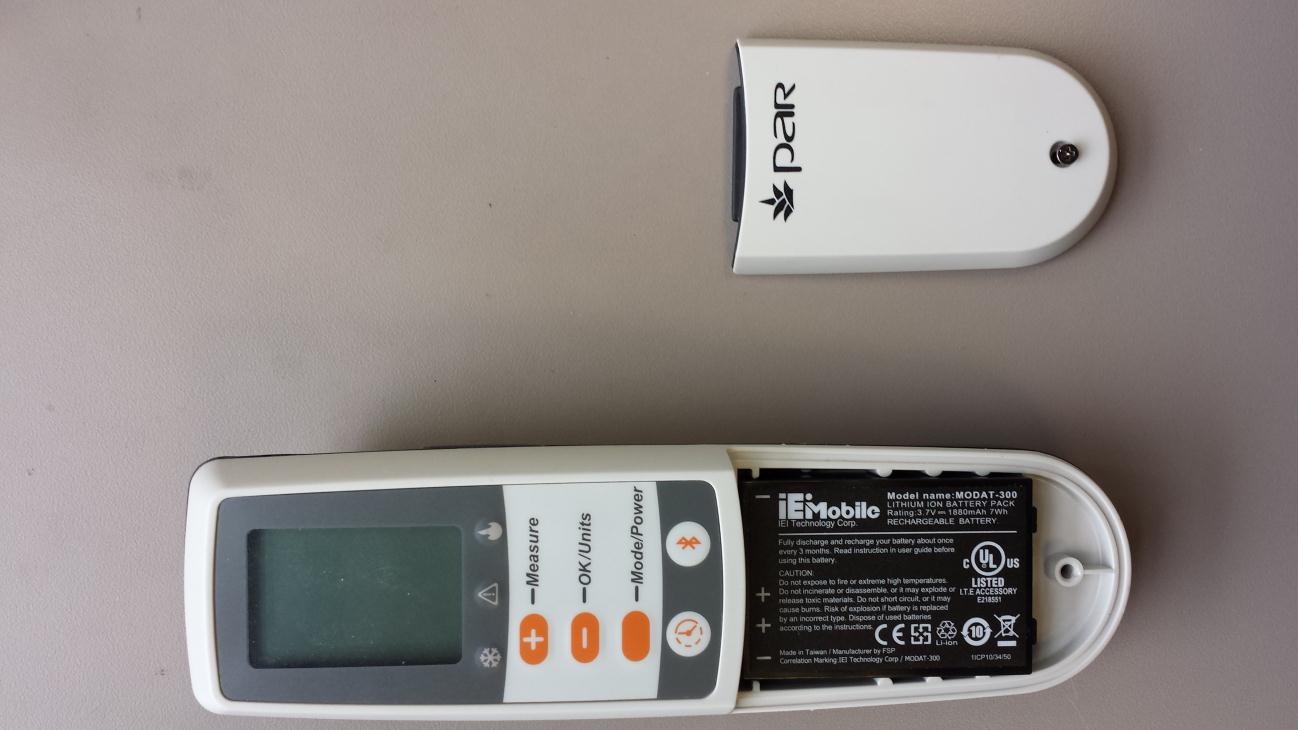 par
+ —Measure
- —OK/Units
—Mode/Power
iEi Mobile
IEI Technology Corp.
Model name:MODAT-300
LITHIUM ION BATTERY PACK
Rating:3.7V⎓ 1880mAh 7Wh
RECHARGEABLE BATTERY.
Fully discharge and recharge your battery about once
every 3 months. Read instruction in user guide before
using this battery.
CAUTION:
Do not expose to fire or extreme high temperatures.
Do not incinerate or disassemble, or it may explode or
release toxic materials. Do not short circuit, or it may
cause burns. Risk of explosion if battery is replaced
by an incorrect type. Dispose of used batteries
according to the instructions.
C UL US
LISTED
I.T.E ACCESSORY
E218551
CE
Li-ion
10
Made in Taiwan / Manufacturer by FSP
Correlation Marking:IEI Technology Corp / MODAT-300
1ICP10/34/50
− + + −